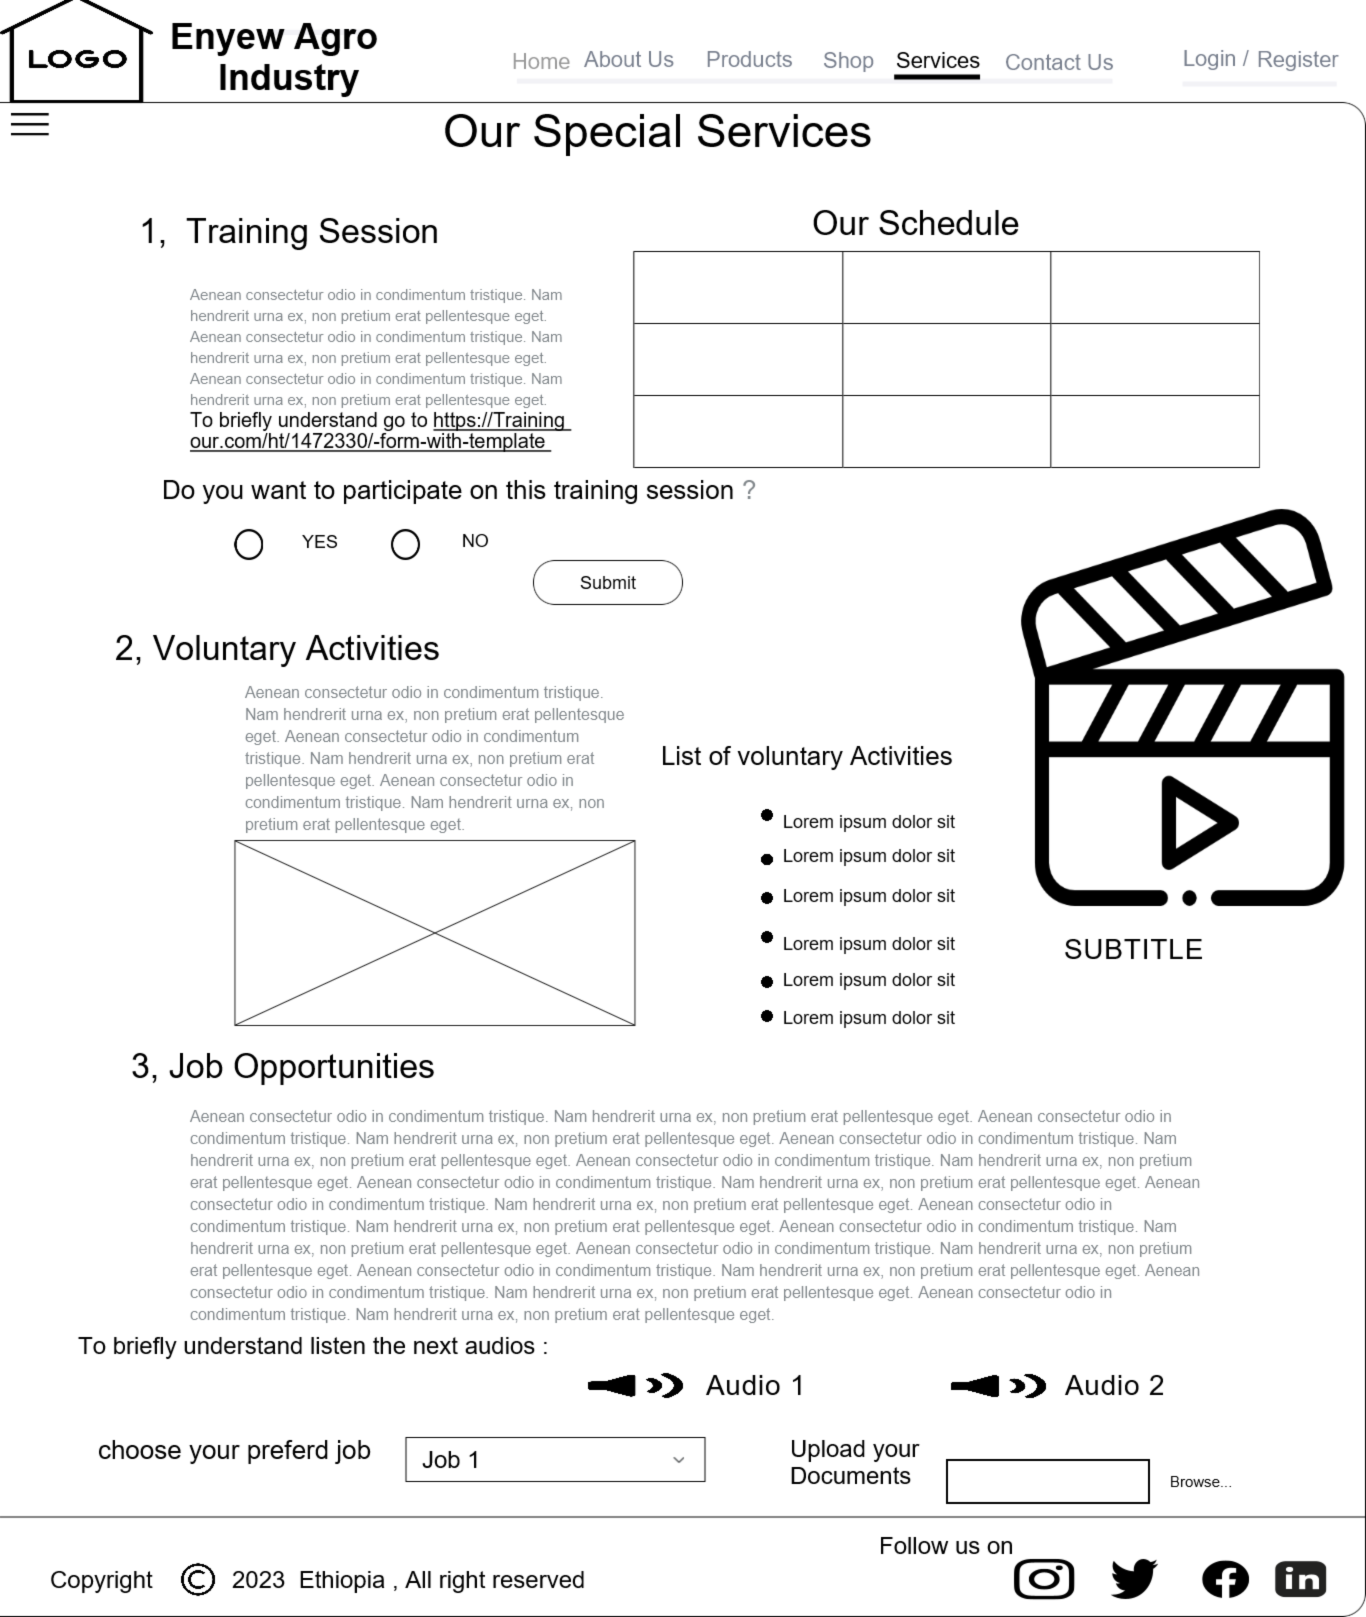 LOGO
Enyew Agro
Industry
Home About Us Products Shop Services Contact Us Login / Register
Our Special Services
1, Training Session
Aenean consectetur odio in condimentum tristique. Nam
hendrerit urna ex, non pretium erat pellentesque eget.
Aenean consectetur odio in condimentum tristique. Nam
hendrerit urna ex, non pretium erat pellentesque eget.
Aenean consectetur odio in condimentum tristique. Nam
hendrerit urna ex, non pretium erat pellentesque eget.
To briefly understand go to https://Training
our.com/ht/1472330/-form-with-template
Our Schedule
Do you want to participate on this training session ?
YES NO
Submit
2, Voluntary Activities
Aenean consectetur odio in condimentum tristique.
Nam hendrerit urna ex, non pretium erat pellentesque
eget. Aenean consectetur odio in condimentum
tristique. Nam hendrerit urna ex, non pretium erat
pellentesque eget. Aenean consectetur odio in
condimentum tristique. Nam hendrerit urna ex, non
pretium erat pellentesque eget.
List of voluntary Activities
Lorem ipsum dolor sit
Lorem ipsum dolor sit
Lorem ipsum dolor sit
Lorem ipsum dolor sit
Lorem ipsum dolor sit
Lorem ipsum dolor sit
SUBTITLE
3, Job Opportunities
Aenean consectetur odio in condimentum tristique. Nam hendrerit urna ex, non pretium erat pellentesque eget. Aenean consectetur odio in
condimentum tristique. Nam hendrerit urna ex, non pretium erat pellentesque eget. Aenean consectetur odio in condimentum tristique. Nam
hendrerit urna ex, non pretium erat pellentesque eget. Aenean consectetur odio in condimentum tristique. Nam hendrerit urna ex, non pretium
erat pellentesque eget. Aenean consectetur odio in condimentum tristique. Nam hendrerit urna ex, non pretium erat pellentesque eget. Aenean
consectetur odio in condimentum tristique. Nam hendrerit urna ex, non pretium erat pellentesque eget. Aenean consectetur odio in
condimentum tristique. Nam hendrerit urna ex, non pretium erat pellentesque eget. Aenean consectetur odio in condimentum tristique. Nam
hendrerit urna ex, non pretium erat pellentesque eget. Aenean consectetur odio in condimentum tristique. Nam hendrerit urna ex, non pretium
erat pellentesque eget. Aenean consectetur odio in condimentum tristique. Nam hendrerit urna ex, non pretium erat pellentesque eget. Aenean
consectetur odio in condimentum tristique. Nam hendrerit urna ex, non pretium erat pellentesque eget. Aenean consectetur odio in
condimentum tristique. Nam hendrerit urna ex, non pretium erat pellentesque eget.
To briefly understand listen the next audios :
Audio 1 Audio 2
choose your preferd job Job 1
Upload your
Documents
Browse...
Follow us on
Copyright © 2023 Ethiopia , All right reserved
in